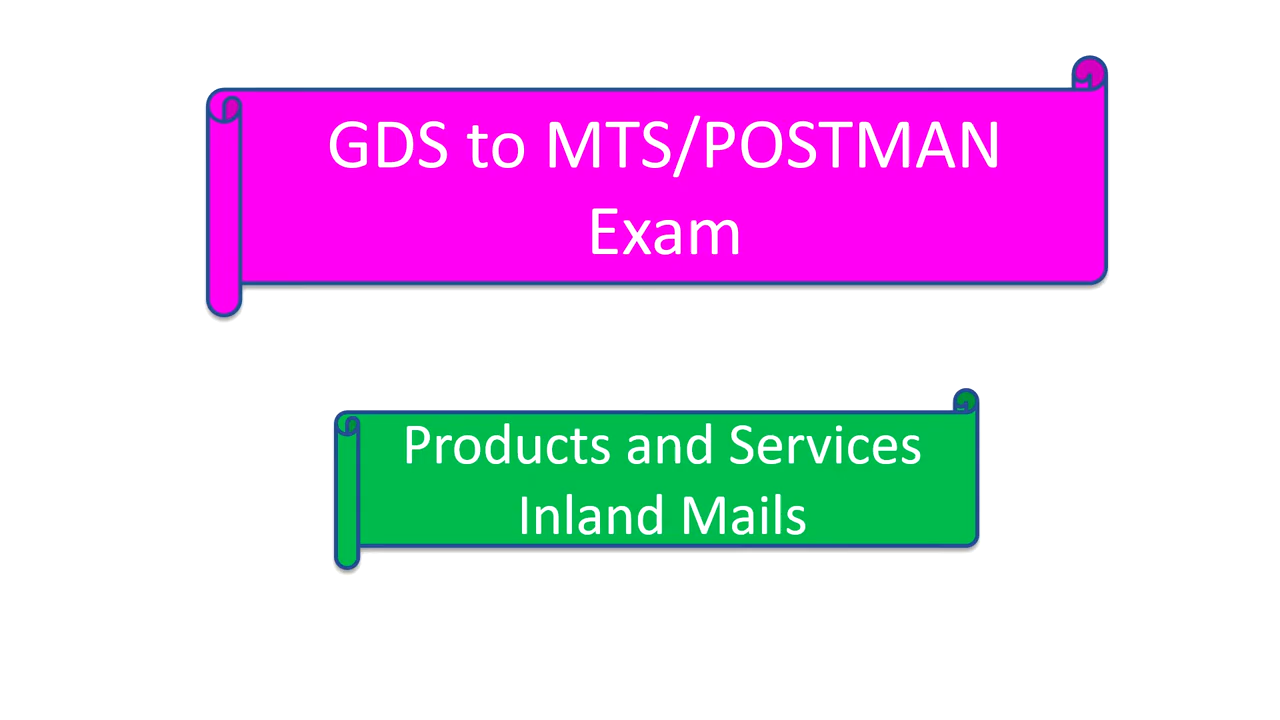 GDS to MTS/POSTMAN
Exam
Products and Services
Inland Mails